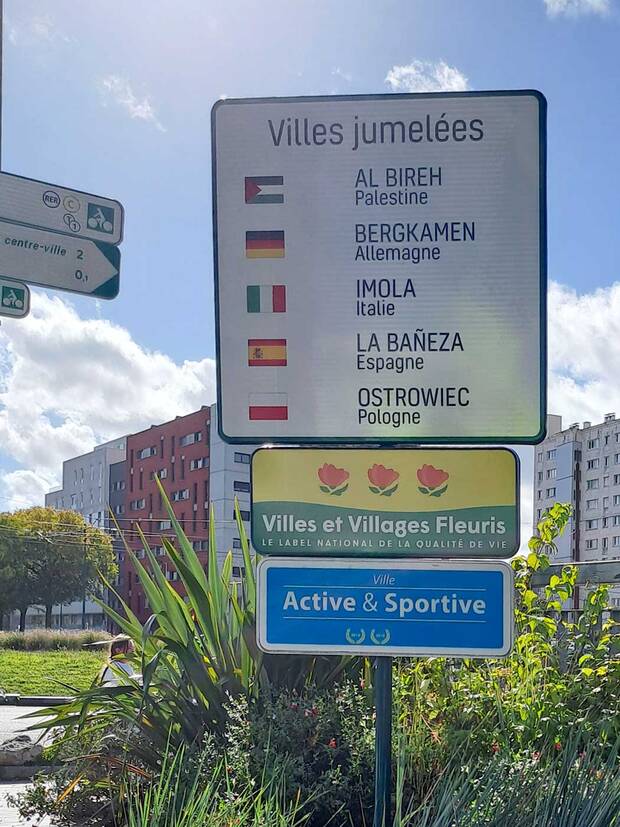 Villes jumelées
AL BIREH
Palestine
BERGKAMEN
Allemagne
IMOLA
Italie
LA BAÑEZA
Espagne
OSTROWIEC
Pologne
Villes et Villages Fleuris
LE LABEL NATIONAL DE LA QUALITÉ DE VIE
Ville
Active & Sportive
RER C
T
centre-ville 2
0,1